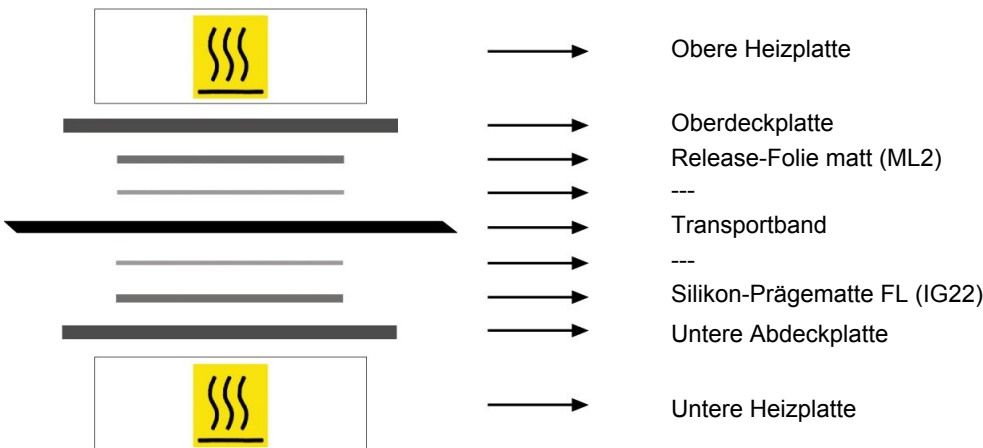 Obere Heizplatte
Oberdeckplatte
Release-Folie matt (ML2)
---
Transportband
---
Silikon-Prägematte FL (IG22)
Untere Abdeckplatte
Untere Heizplatte